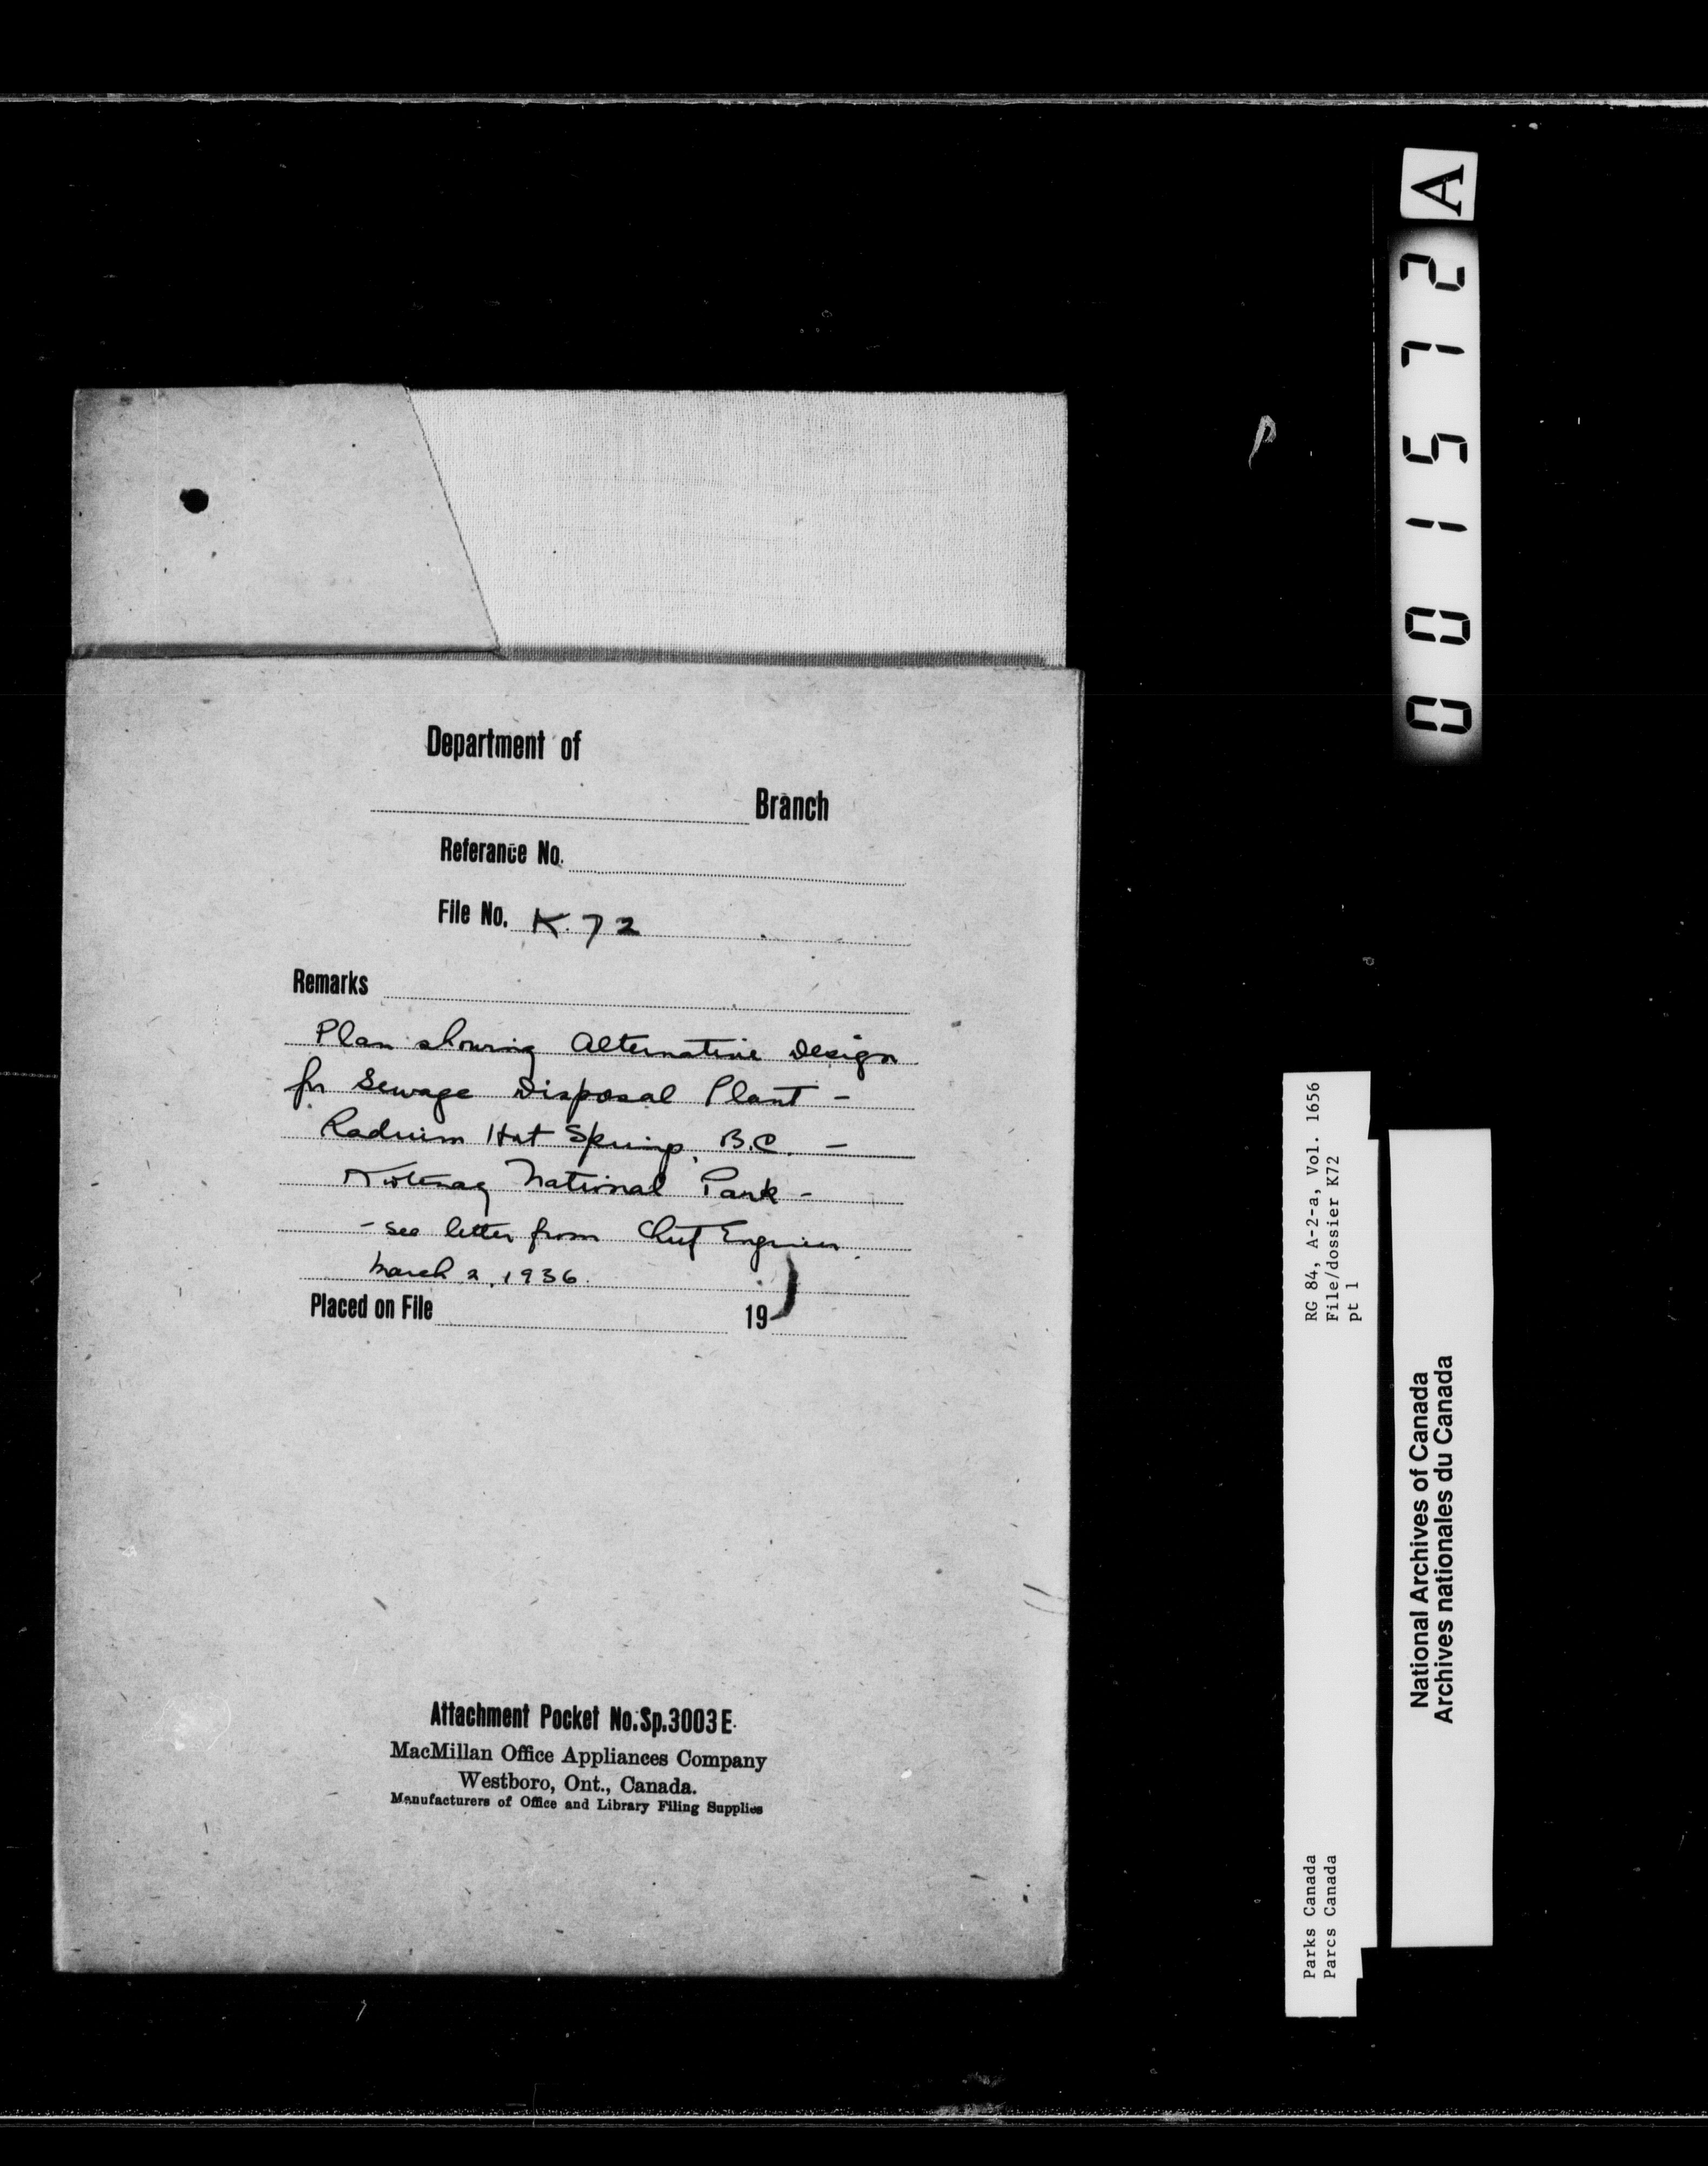 Department of
Branch
Referance No.
File No. K.72
Remarks
Plan showing Alternative Design
for Sewage Disposal Plant -
Radium Hot Springs, B.C. -
Kootenay National Park -
- see letter from Chief Engineer
March 2, 1936.
Placed on File 19
Attachment Pocket No. Sp. 3003 E.
MacMillan Office Appliances Company
Westboro, Ont., Canada.
Manufacturers of Office and Library Filing Supplies
001572 A
RG 84, A-2-a, Vol. 1656
File/dossier K72
pt 1
Parks Canada
Parcs Canada
National Archives of Canada
Archives nationales du Canada